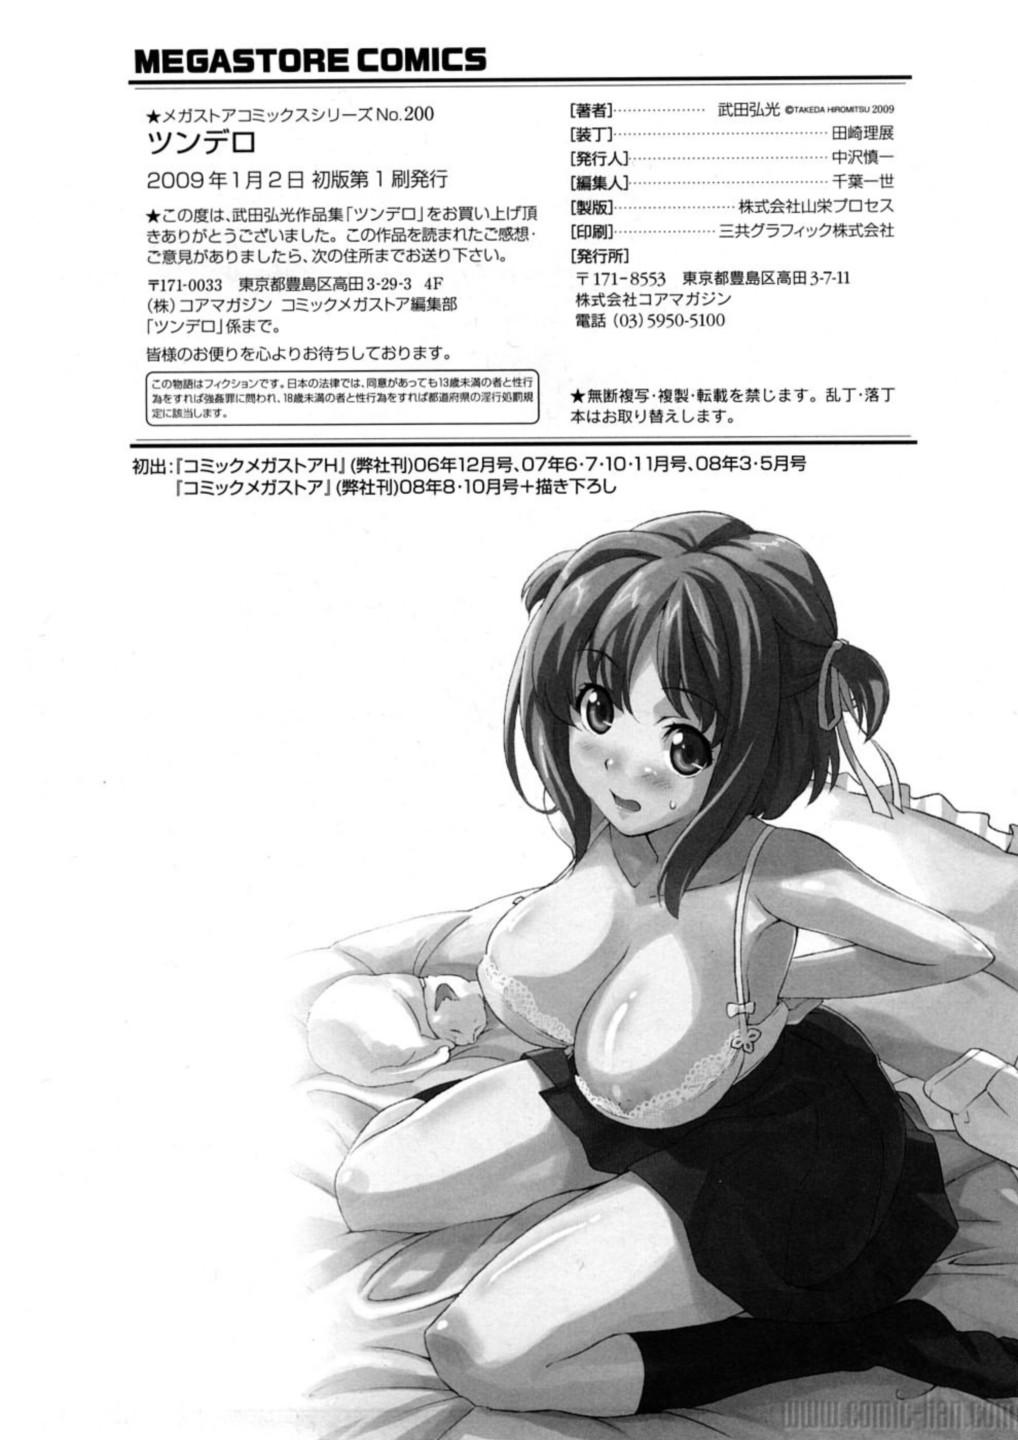 MEGASTORE COMICS
★メガストアコミックスシリーズNo.200
ツンデロ
2009年1月2日 初版第1刷発行
★この度は、武田弘光作品集「ツンデロ」をお買い上げ頂
きありがとうございました。この作品を読まれたご感想・
ご意見がありましたら、次の住所までお送り下さい。
〒171-0033 東京都豊島区高田3-29-3 4F
(株)コアマガジン コミックメガストア編集部
「ツンデロ」係まで。
皆様のお便りを心よりお待ちしております。
この物語はフィクションです。日本の法律では、同意があっても13歳未満の者と性行
為をすれば強姦罪に問われ、18歳未満の者と性行為をすれば都道府県の淫行処罰規
定に該当します。
[著者]………………武田弘光 ©TAKEDA HIROMITSU 2009
[装丁]………………田崎理展
[発行人]………………中沢慎一
[編集人]………………千葉一世
[製版]………………株式会社山栄プロセス
[印刷]………………三共グラフィック株式会社
[発行所]
〒171-8553 東京都豊島区高田3-7-11
株式会社コアマガジン
電話 (03)5950-5100
★無断複写・複製・転載を禁じます。乱丁・落丁
本はお取り替えします。
初出:『コミックメガストアH』(弊社刊)06年12月号、07年6・7・10・11月号、08年3・5月号
『コミックメガストア』(弊社刊)08年8・10月号+描き下ろし